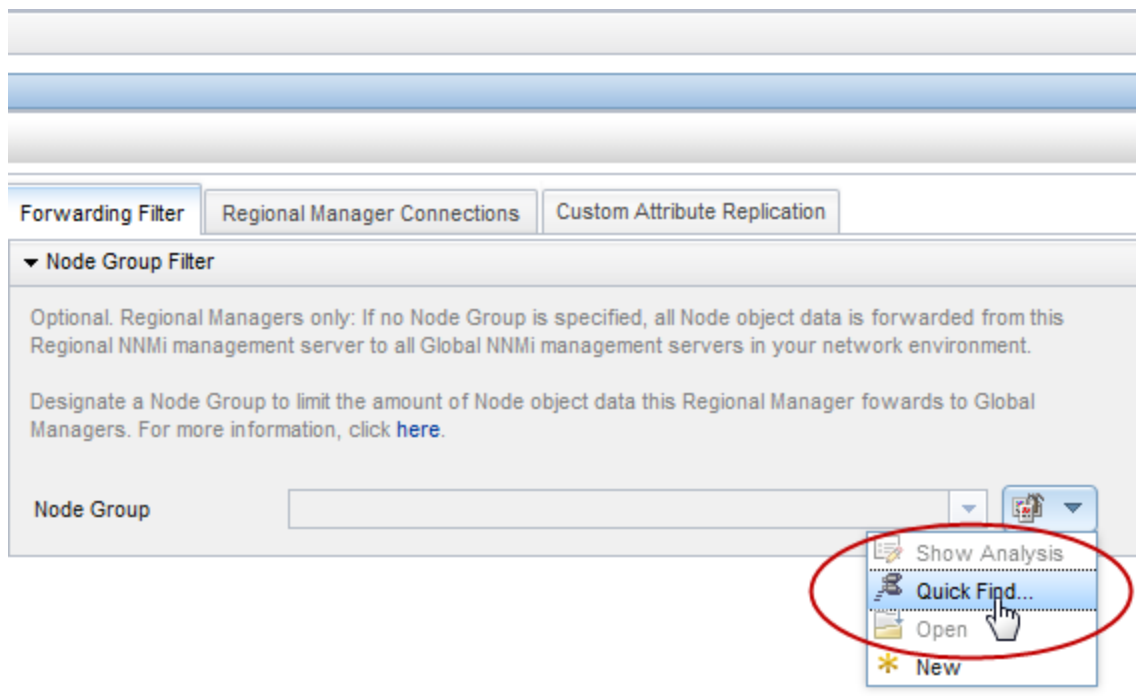 Forwarding Filter
Regional Manager Connections
Custom Attribute Replication
Node Group Filter
Optional. Regional Managers only: If no Node Group is specified, all Node object data is forwarded from this
Regional NNMi management server to all Global NNMi management servers in your network environment.
Designate a Node Group to limit the amount of Node object data this Regional Manager fowards to Global
Managers. For more information, click here.
Node Group
Show Analysis
Quick Find...
Open
New